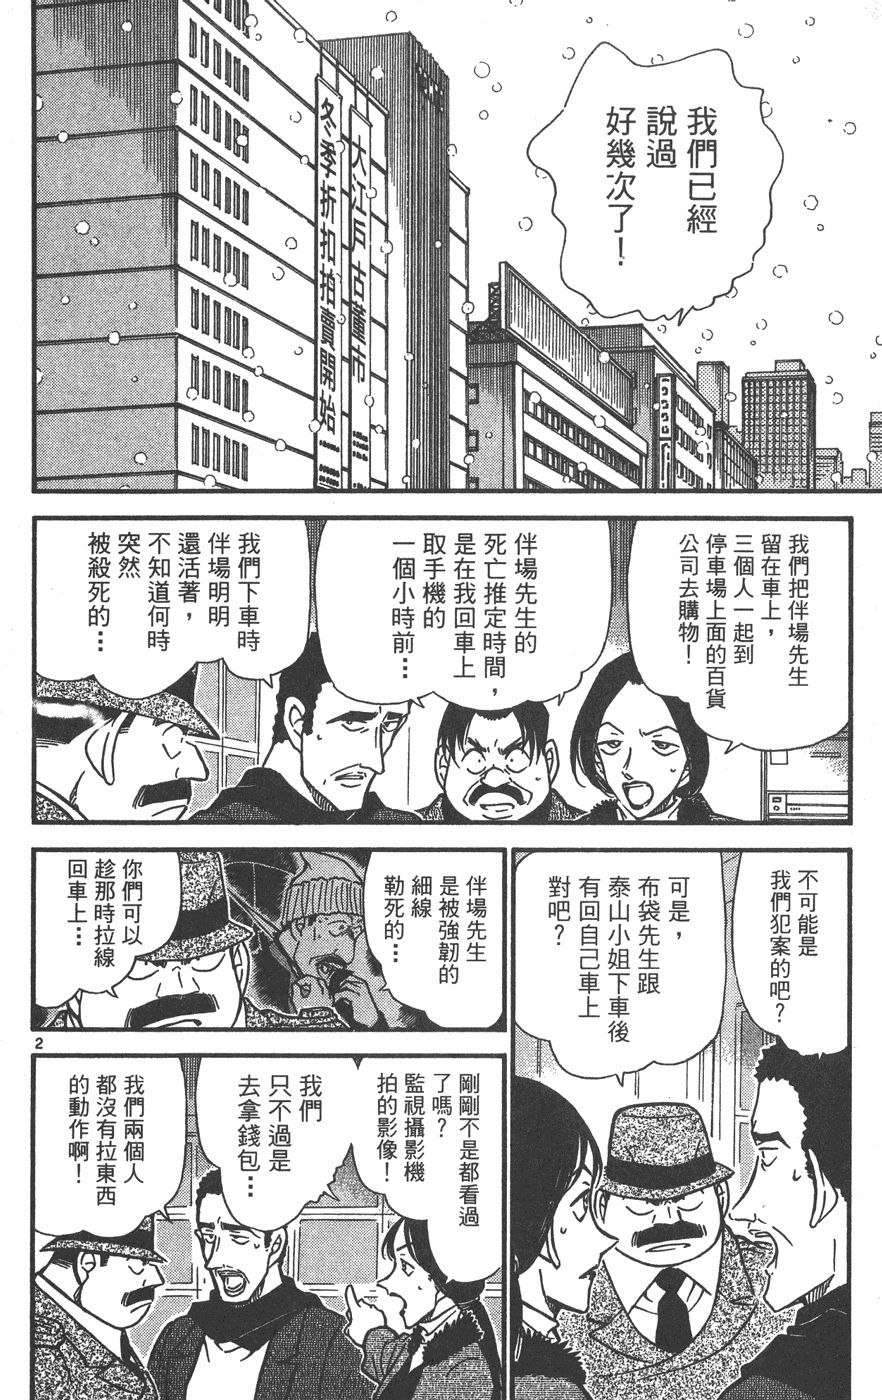 我們已經
說過
好幾次了！
大江戶古董市
冬季折扣拍賣開始
我們把伴場先生
留在車上，
三個人一起到
停車場上面的百貨
公司去購物！
伴場先生的
死亡推定時間，
是在我回車上
取手機的
一個小時前…
我們下車時
伴場明明
還活著，
不知道何時
突然
被殺死的…
不可能是
我們犯案的吧？
可是，
布袋先生跟
泰山小姐下車後
有回自己車上
對吧？
伴場先生
是被強韌的
細線
勒死的…
你們可以
趁那時拉線
回車上…
2
剛剛不是都看過
了嗎？
監視攝影機
拍的影像！
我們
只不過是
去拿錢包…
我們兩個人
都沒有拉東西
的動作啊！